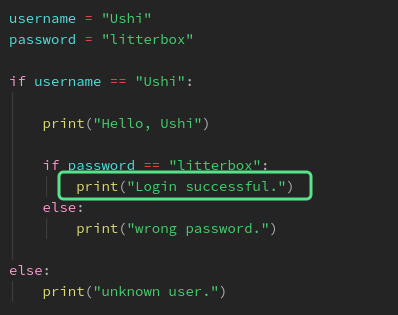 username = "Ushi"
password = "litterbox"
if username == "Ushi":
print("Hello, Ushi")
if password == "litterbox":
print("Login successful.")
else:
print("wrong password.")
else:
print("unknown user.")